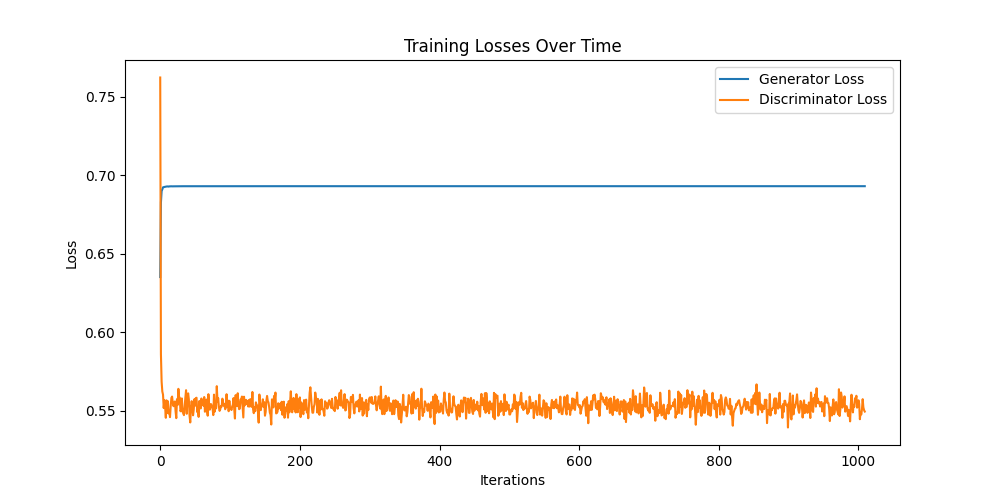 Training Losses Over Time
Generator Loss
Discriminator Loss
0.75
0.70
0.65
0.60
0.55
Loss
0
200
400
600
800
1000
Iterations